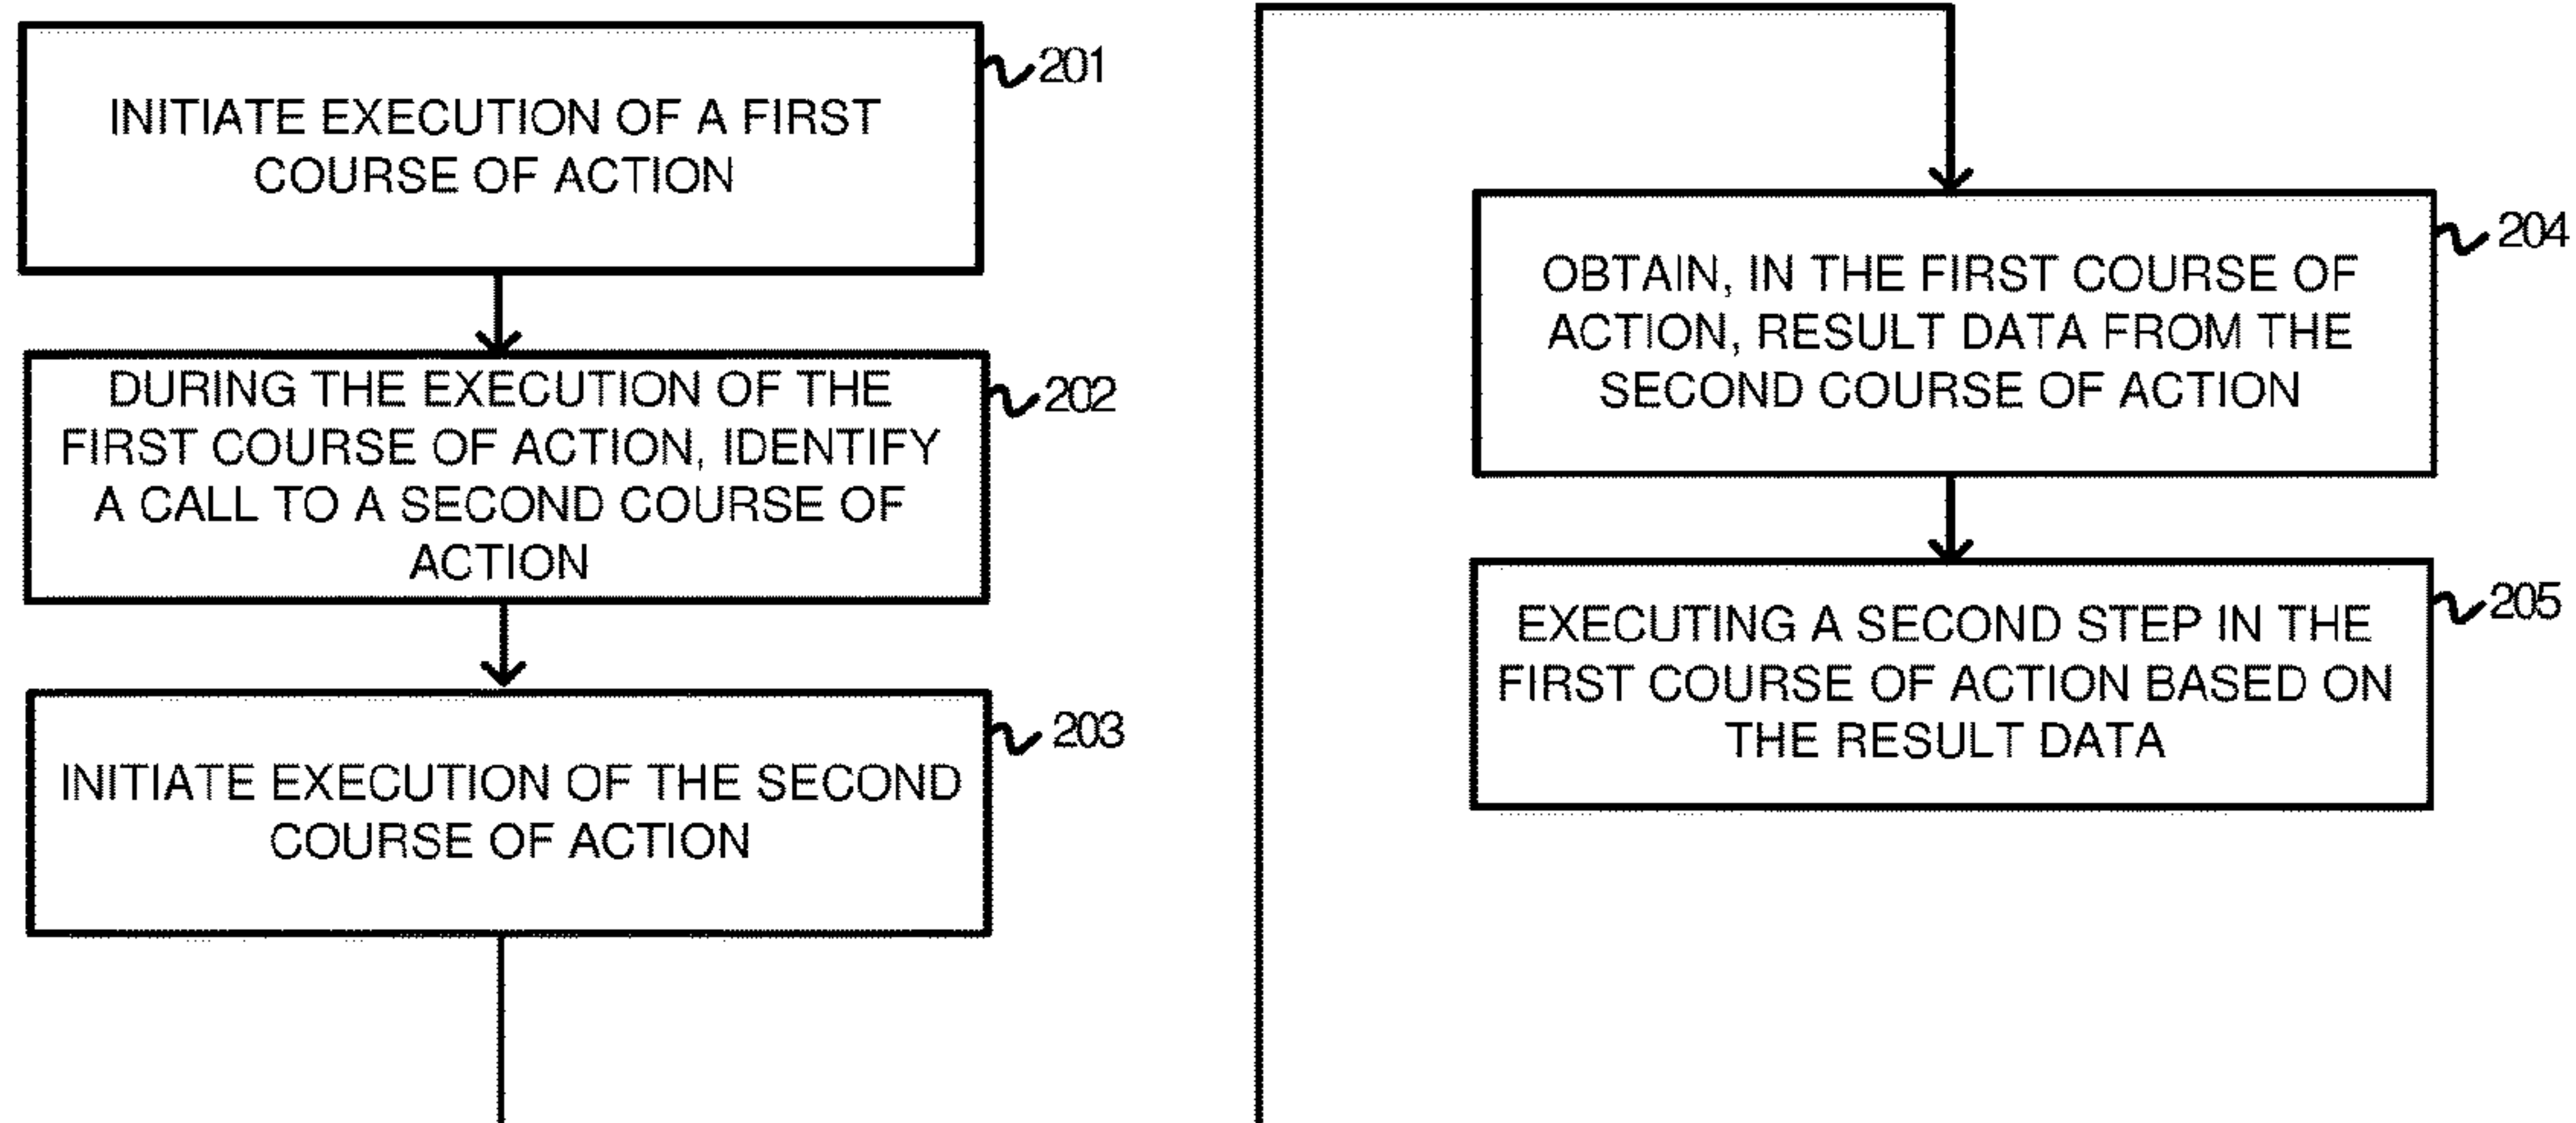 201
INITIATE EXECUTION OF A FIRST
COURSE OF ACTION
202
DURING THE EXECUTION OF THE
FIRST COURSE OF ACTION, IDENTIFY
A CALL TO A SECOND COURSE OF
ACTION
203
INITIATE EXECUTION OF THE SECOND
COURSE OF ACTION
204
OBTAIN, IN THE FIRST COURSE OF
ACTION, RESULT DATA FROM THE
SECOND COURSE OF ACTION
205
EXECUTING A SECOND STEP IN THE
FIRST COURSE OF ACTION BASED ON
THE RESULT DATA